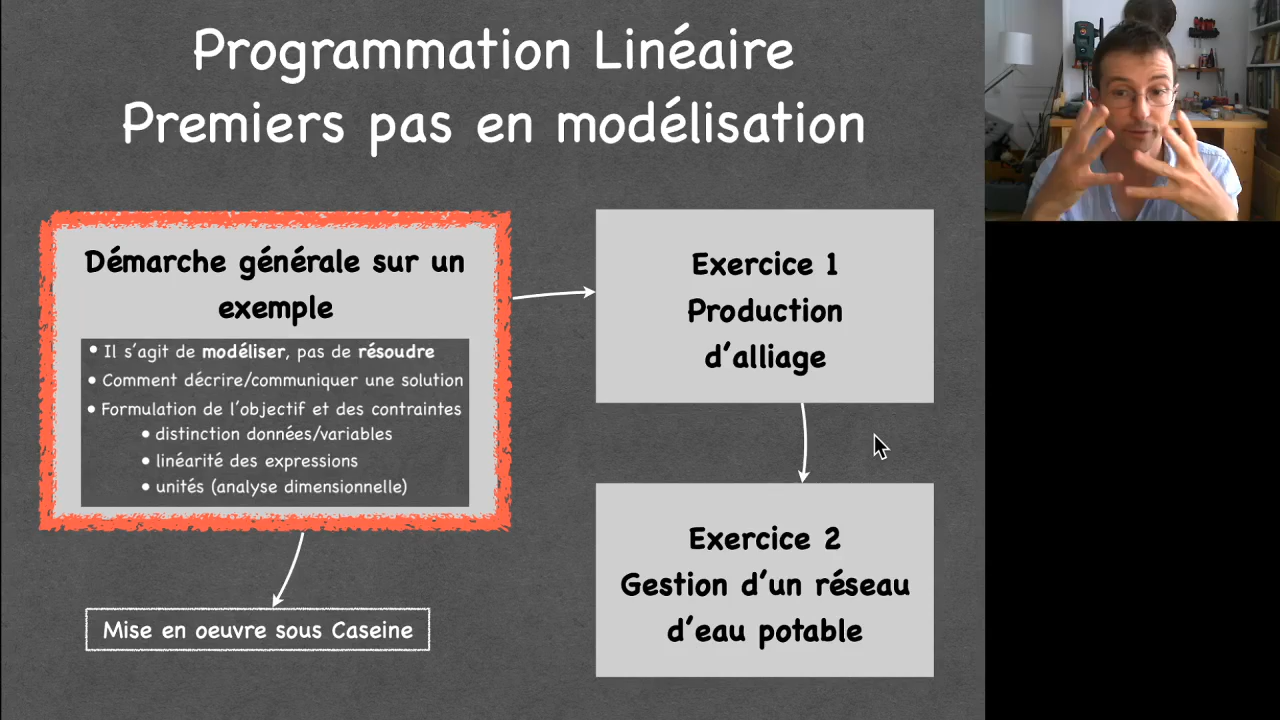 Programmation Linéaire
Premiers pas en modélisation
Démarche générale sur un
exemple
• Il s'agit de modéliser, pas de résoudre
• Comment décrire/communiquer une solution
• Formulation de l'objectif et des contraintes
• distinction données/variables
• linéarité des expressions
• unités (analyse dimensionnelle)
Mise en oeuvre sous Caseine
Exercice 1
Production
d'alliage
Exercice 2
Gestion d'un réseau
d'eau potable